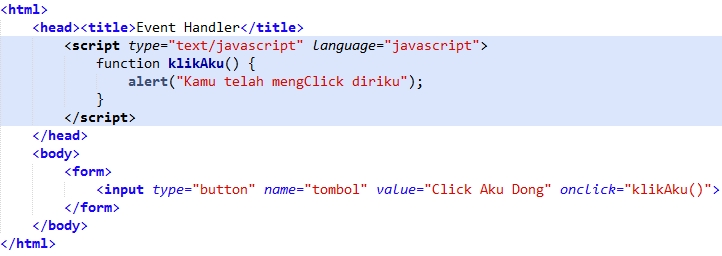 <html>
<head><title>Event Handler</title>
<script type="text/javascript" language="javascript">
function klikAku() {
alert("Kamu telah mengClick diriku");
}
</script>
</head>
<body>
<form>
<input type="button" name="tombol" value="Click Aku Dong" onclick="klikAku()">
</form>
</body>
</html>